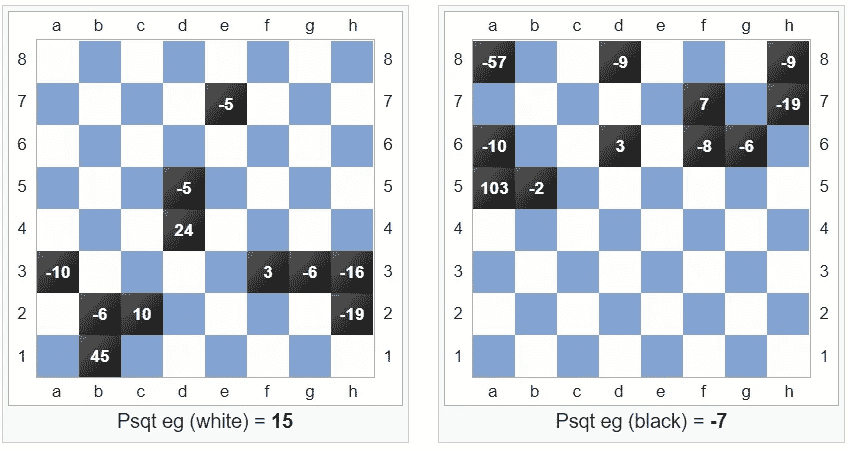 a b c d e f g h a b c d e f g h
8 8 8 -57 -9 -9 8
7 -5 7 7 7 -19 7
6 6 6 -10 3 -8 -6 6
5 -5 5 5 103 -2 5
4 24 4 4 4
3 -10 3 -6 -16 3 3 3
2 -6 10 -19 2 2 2
1 45 1 1 1
a b c d e f g h a b c d e f g h
Psqt eg (white) = 15 Psqt eg (black) = -7